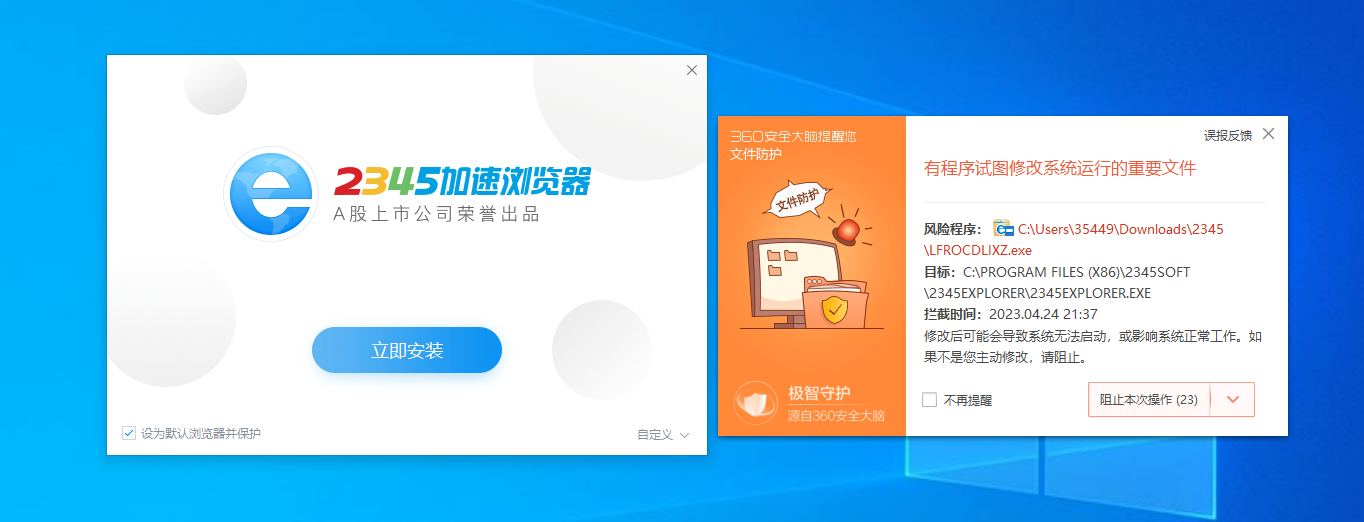 2345加速浏览器
A股上市公司荣誉出品
立即安装
设为默认浏览器并保护
自定义
360安全大脑提醒您
文件防护
误报反馈
有程序试图修改系统运行的重要文件
文件防护
风险程序： C:\Users\35449\Downloads\2345
\LFROCDLIXZ.exe
目标：C:\PROGRAM FILES (X86)\2345SOFT
\2345EXPLORER\2345EXPLORER.EXE
拦截时间：2023.04.24 21:37
修改后可能会导致系统无法启动，或影响系统正常工作。如
果不是您主动修改，请阻止。
极智守护
源自360安全大脑
不再提醒
阻止本次操作 (23)